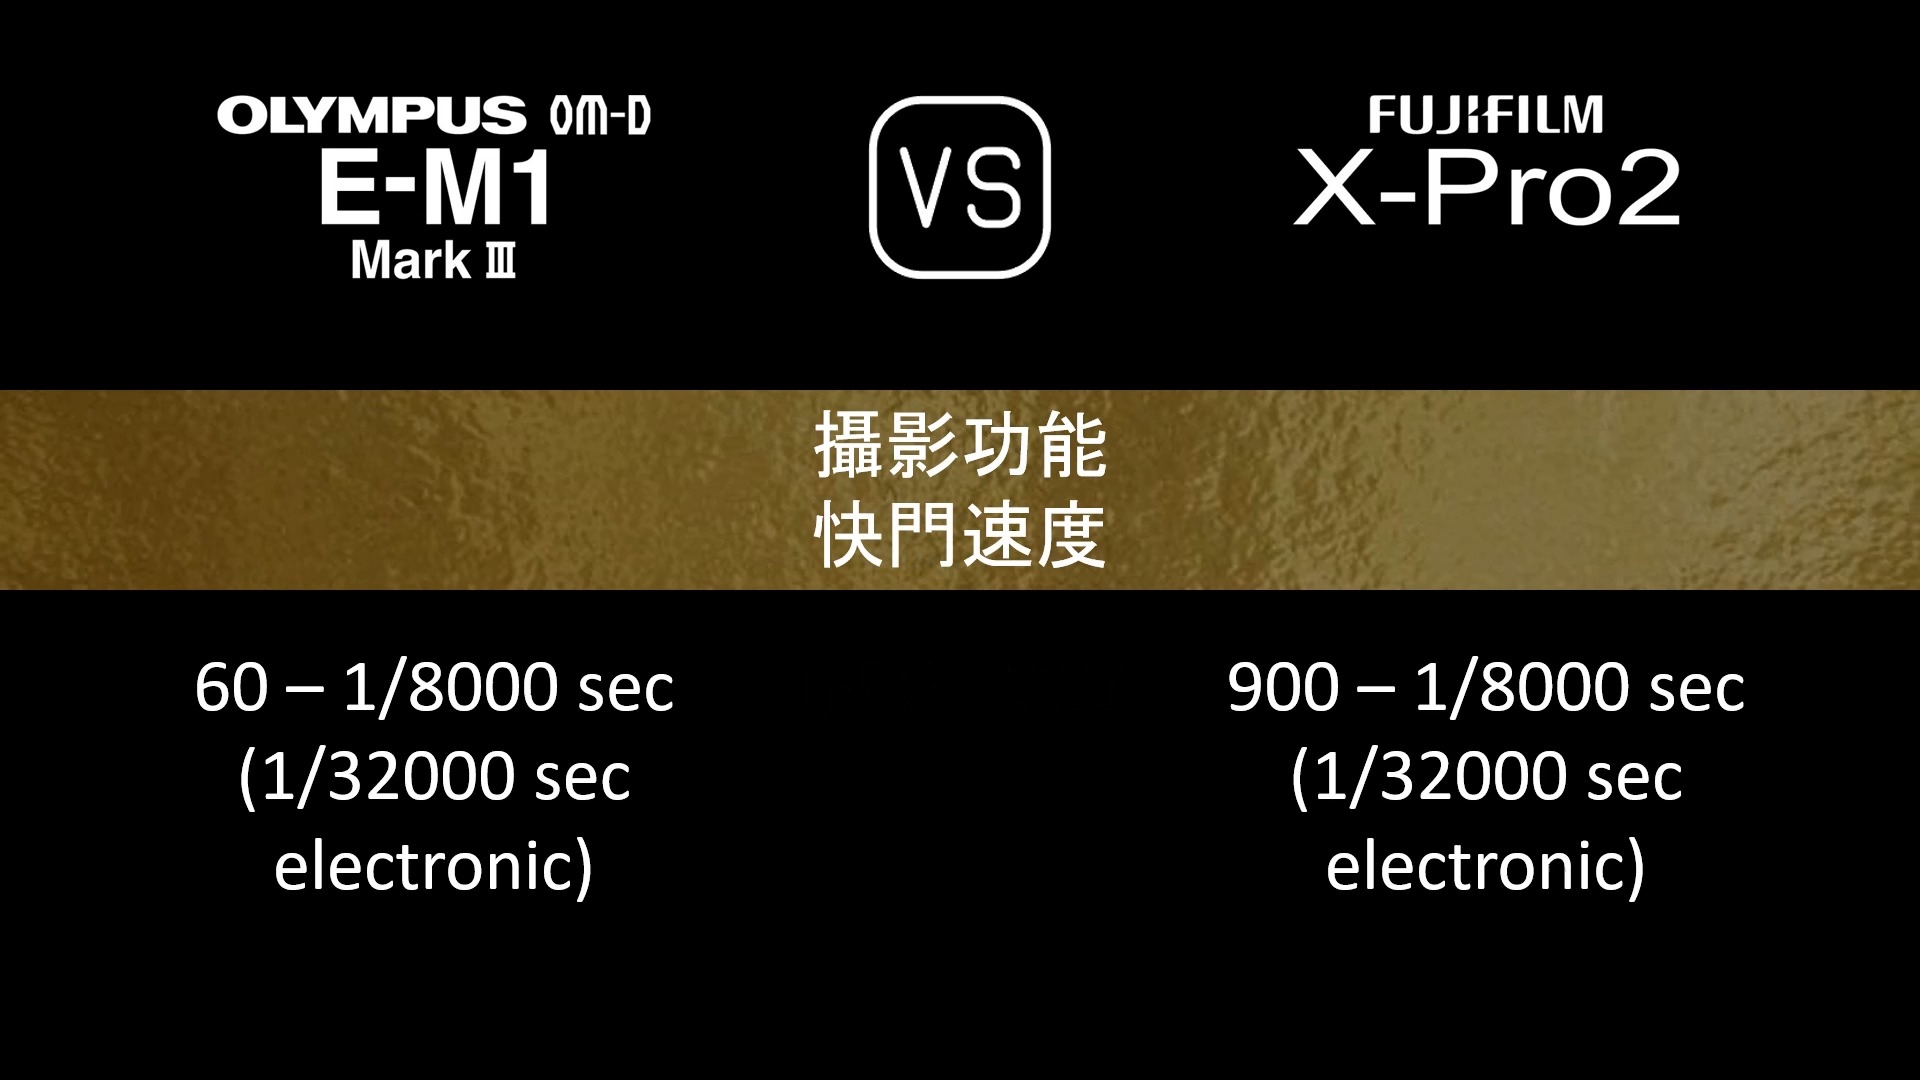 OLYMPUS OM-D
E-M1
Mark III
VS
FUJIFILM
X-Pro2
攝影功能
快門速度
60 – 1/8000 sec
(1/32000 sec
electronic)
900 – 1/8000 sec
(1/32000 sec
electronic)